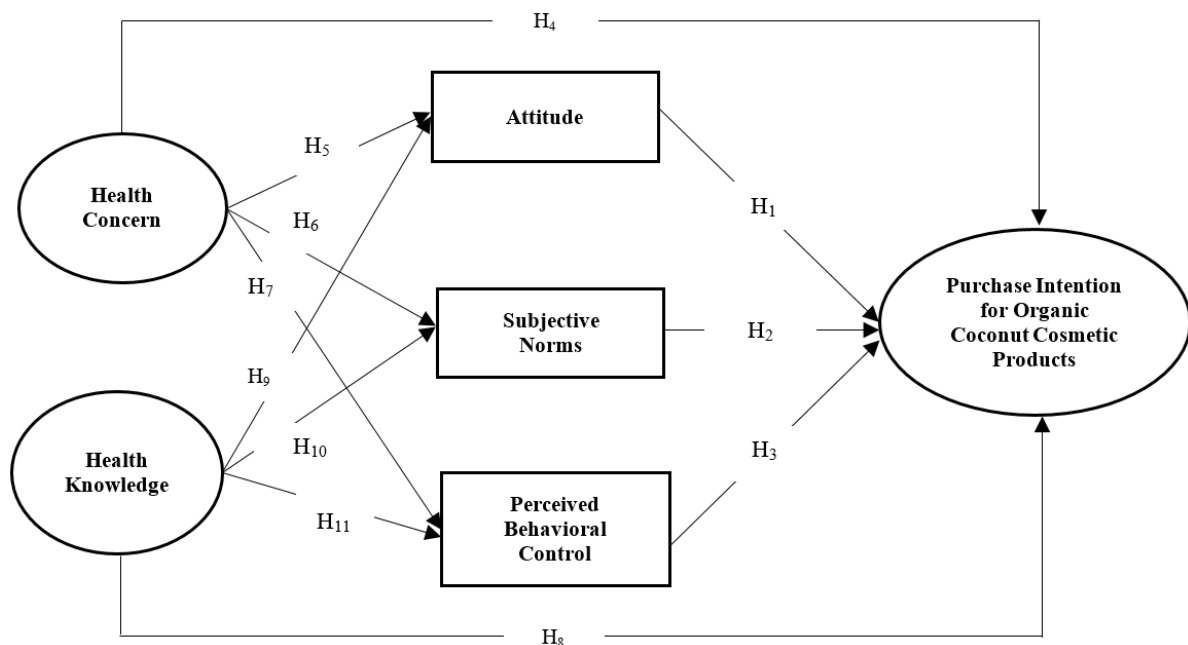 H₄
Attitude
H₅
Health
Concern
H₁
H₆
H₇
Purchase Intention
for Organic
Coconut Cosmetic
Products
Subjective
Norms
H₂
H₉
H₁₀
H₃
Health
Knowledge
Perceived
Behavioral
Control
H₁₁
H₈